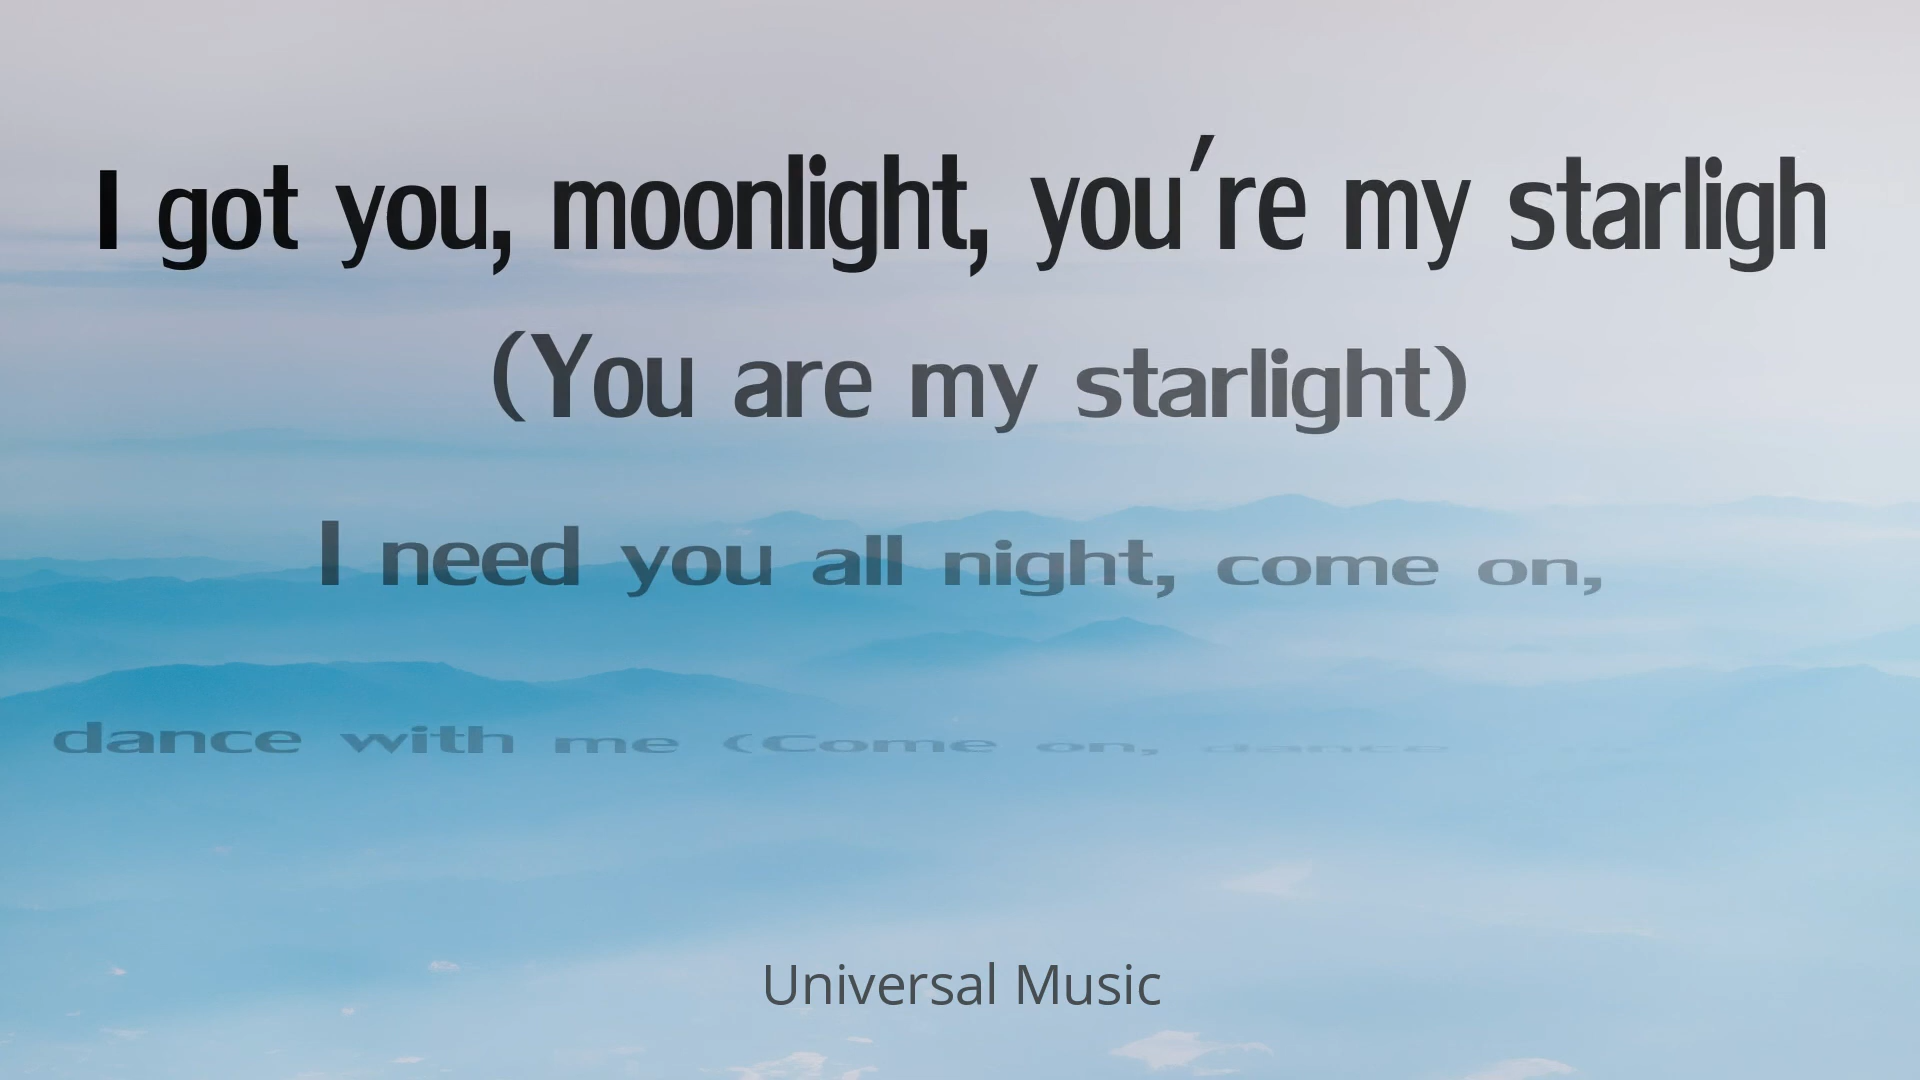 I got you, moonlight, you're my starligh
(You are my starlight)
I need you all night, come on,
dance with me (Come on, dance
Universal Music